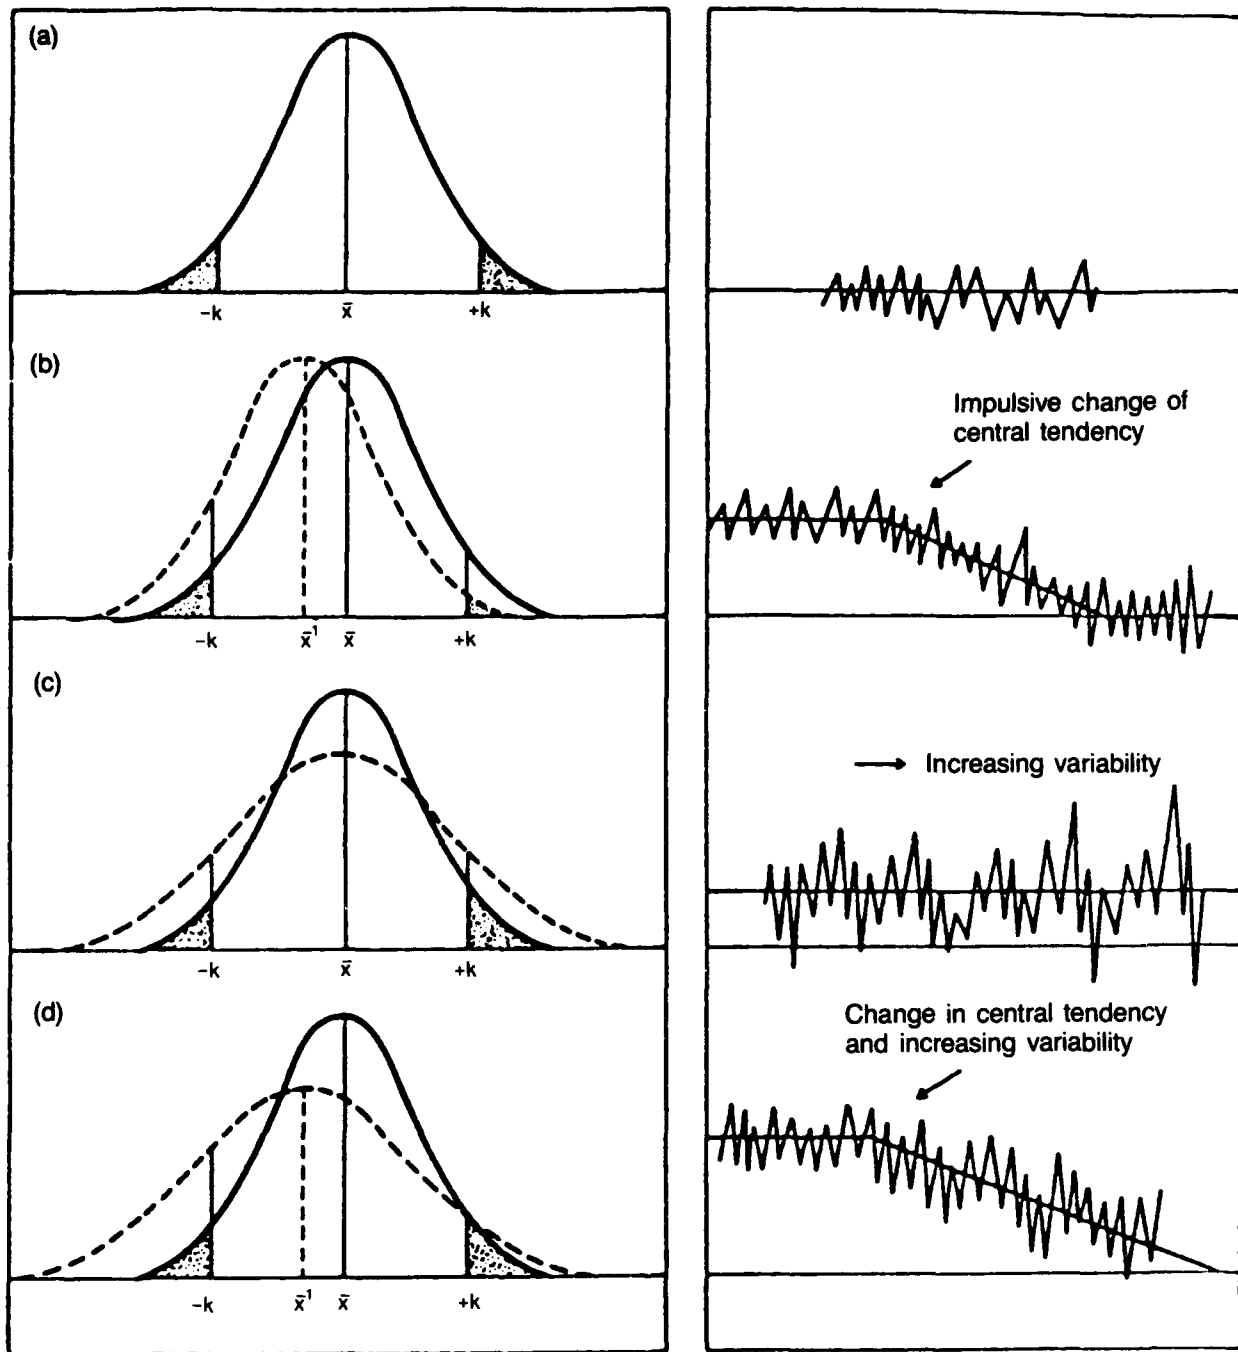 (a)
-k x̄ +k
(b)
Impulsive change of
central tendency
-k x̄¹ x̄ +k
(c)
Increasing variability
-k x̄ +k
(d)
Change in central tendency
and increasing variability
-k x̄¹ x̄ +k